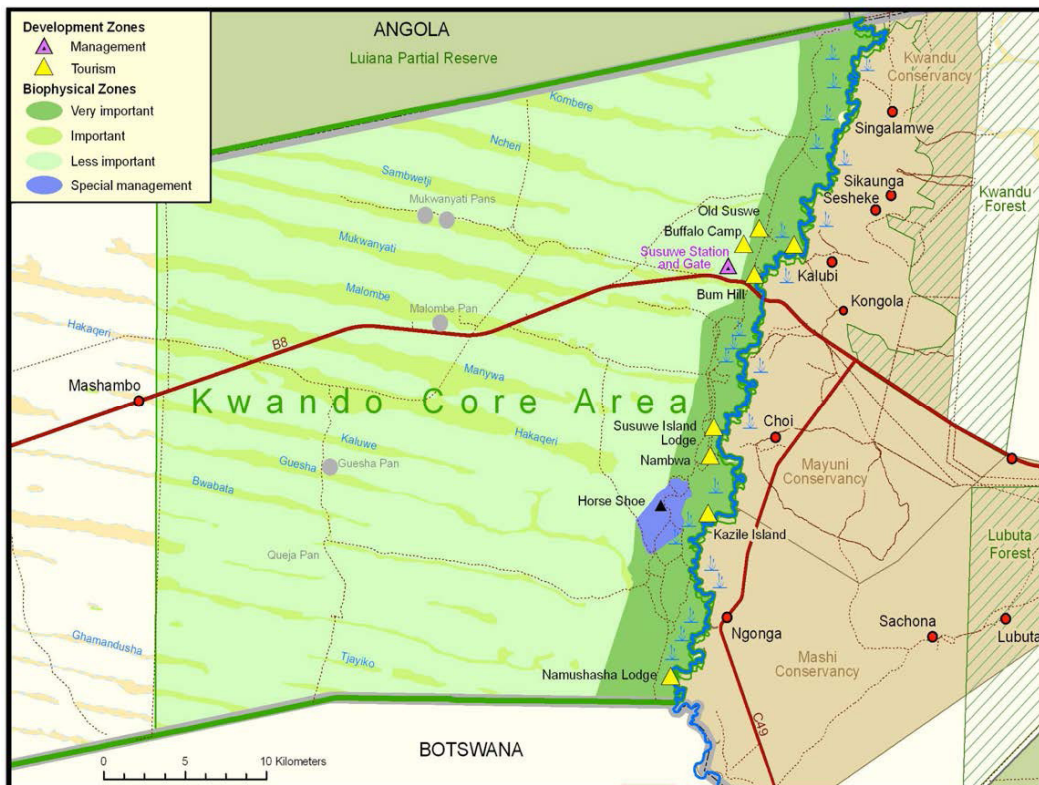 Development Zones
Management
Tourism
Biophysical Zones
Very important
Important
Less important
Special management
ANGOLA
Luiana Partial Reserve
Kwandu
Conservancy
Singalamwe
Kwandu
Forest
Sikaunga
Sesheke
Kombere
Ncheri
Sambwetji
Mukwanyati Pans
Mukwanyati
Old Suswe
Buffalo Camp
Susuwe Station
and Gate
Kalubi
Bum Hill
Kongola
Malombe
Malombe Pan
Hakaqeri
B8
Mashambo
Manywa
Kwando Core Area
Hakaqeri
Kaluwe
Guesha
Guesha Pan
Bwabata
Susuwe Island
Lodge
Choi
Nambwa
Mayuni
Conservancy
Horse Shoe
Kazile Island
Lubuta
Forest
Queja Pan
Ngonga
Sachona
Lubuta
Ghamandusha
Tjayiko
Namushasha Lodge
Mashi
Conservancy
C49
BOTSWANA
0 5 10 Kilometers